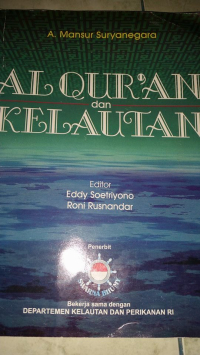 A. Mansur Suryanegara
AL QUR'AN
dan
KELAUTAN
Editor
Eddy Soetriyono
Roni Rusnandar
Penerbit
Bekerja sama dengan
DEPARTEMEN KELAUTAN DAN PERIKANAN RI